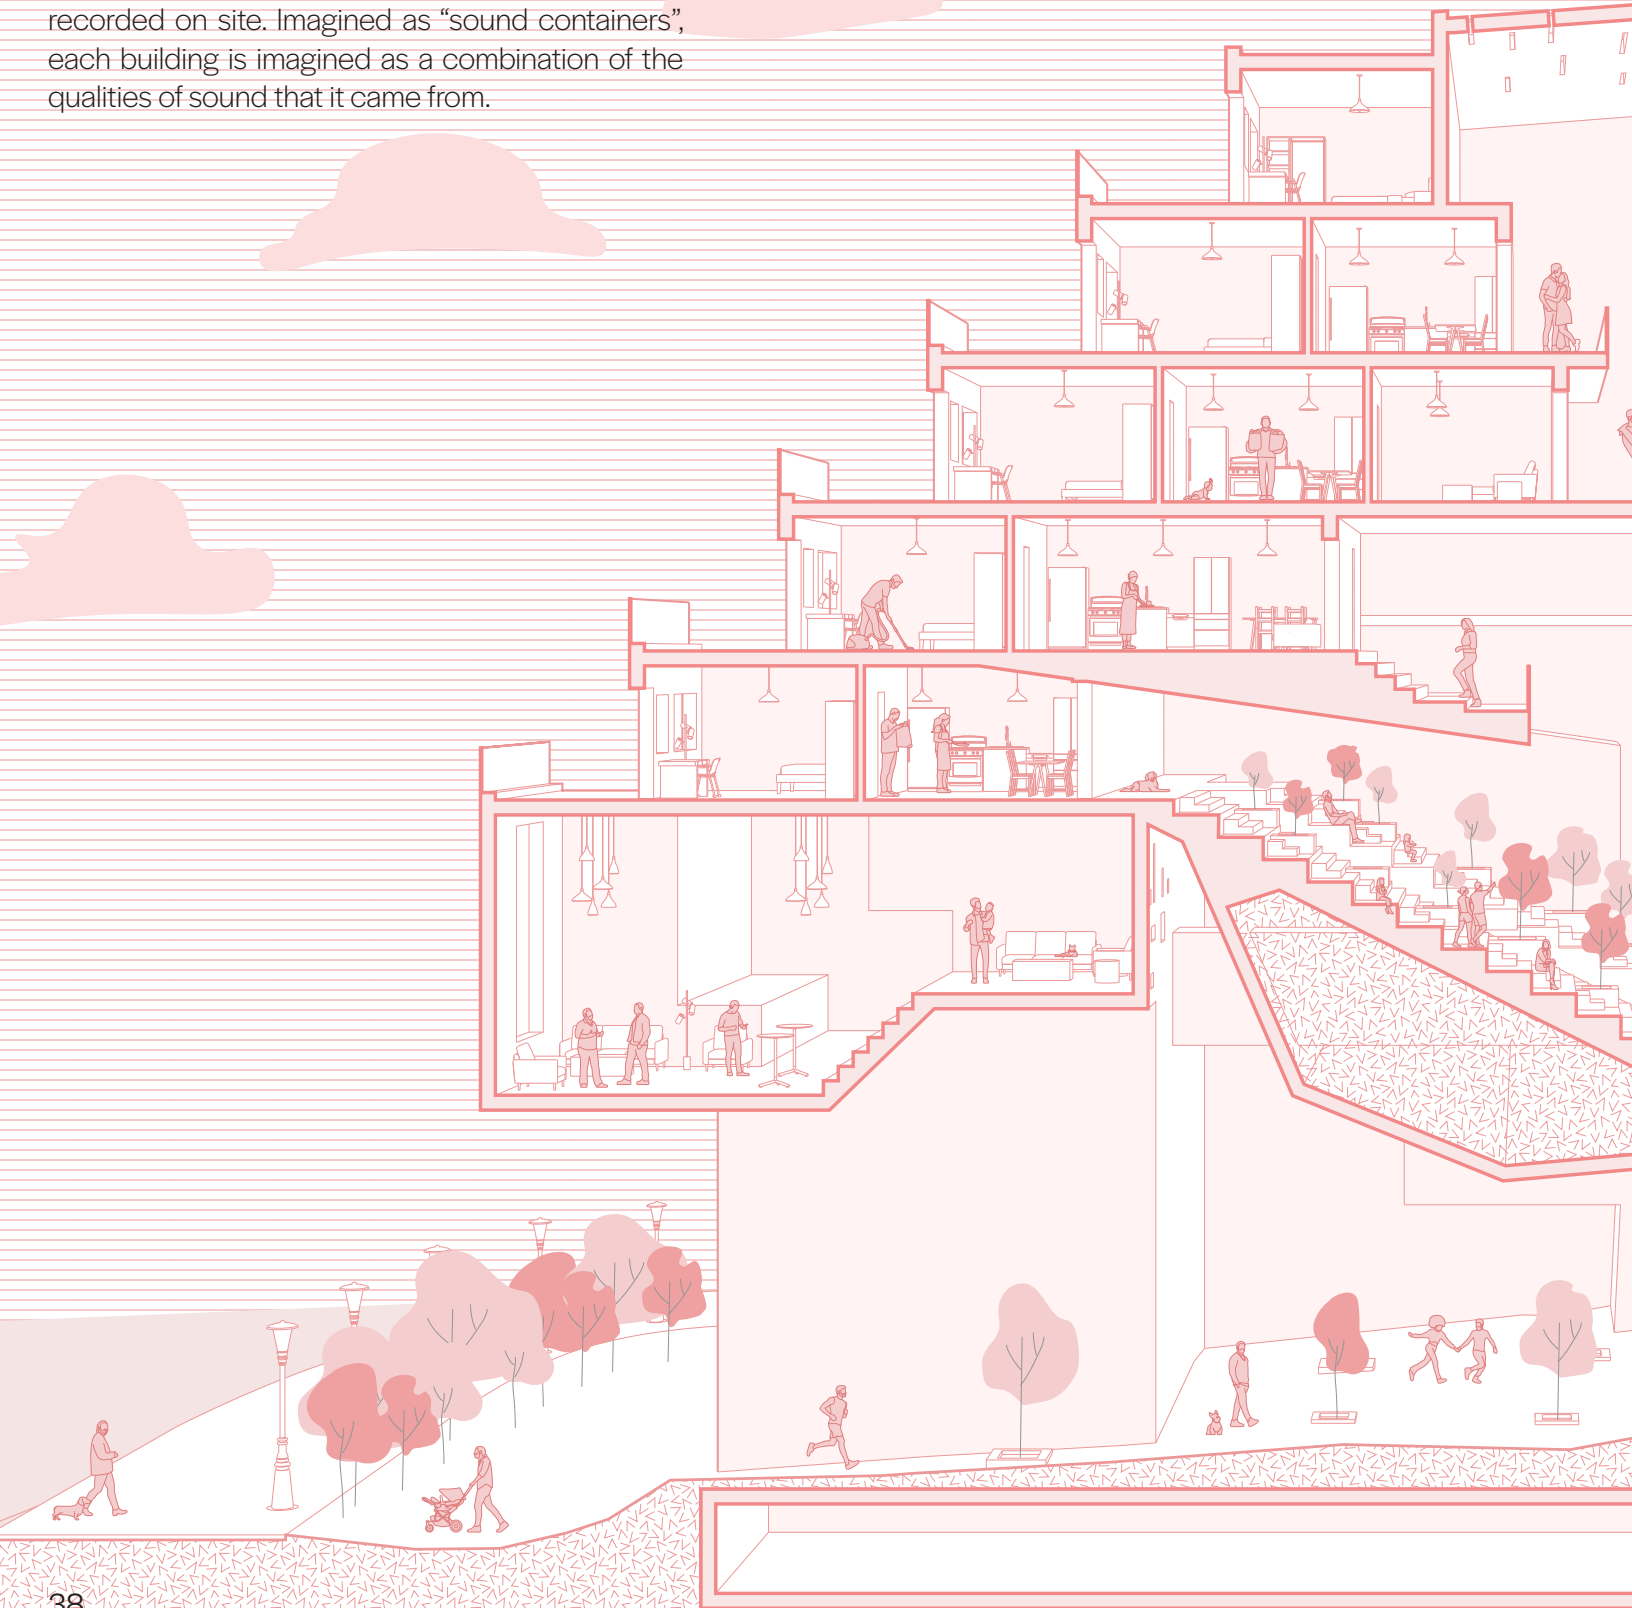 recorded on site. Imagined as “sound containers”,
each building is imagined as a combination of the
qualities of sound that it came from.
38